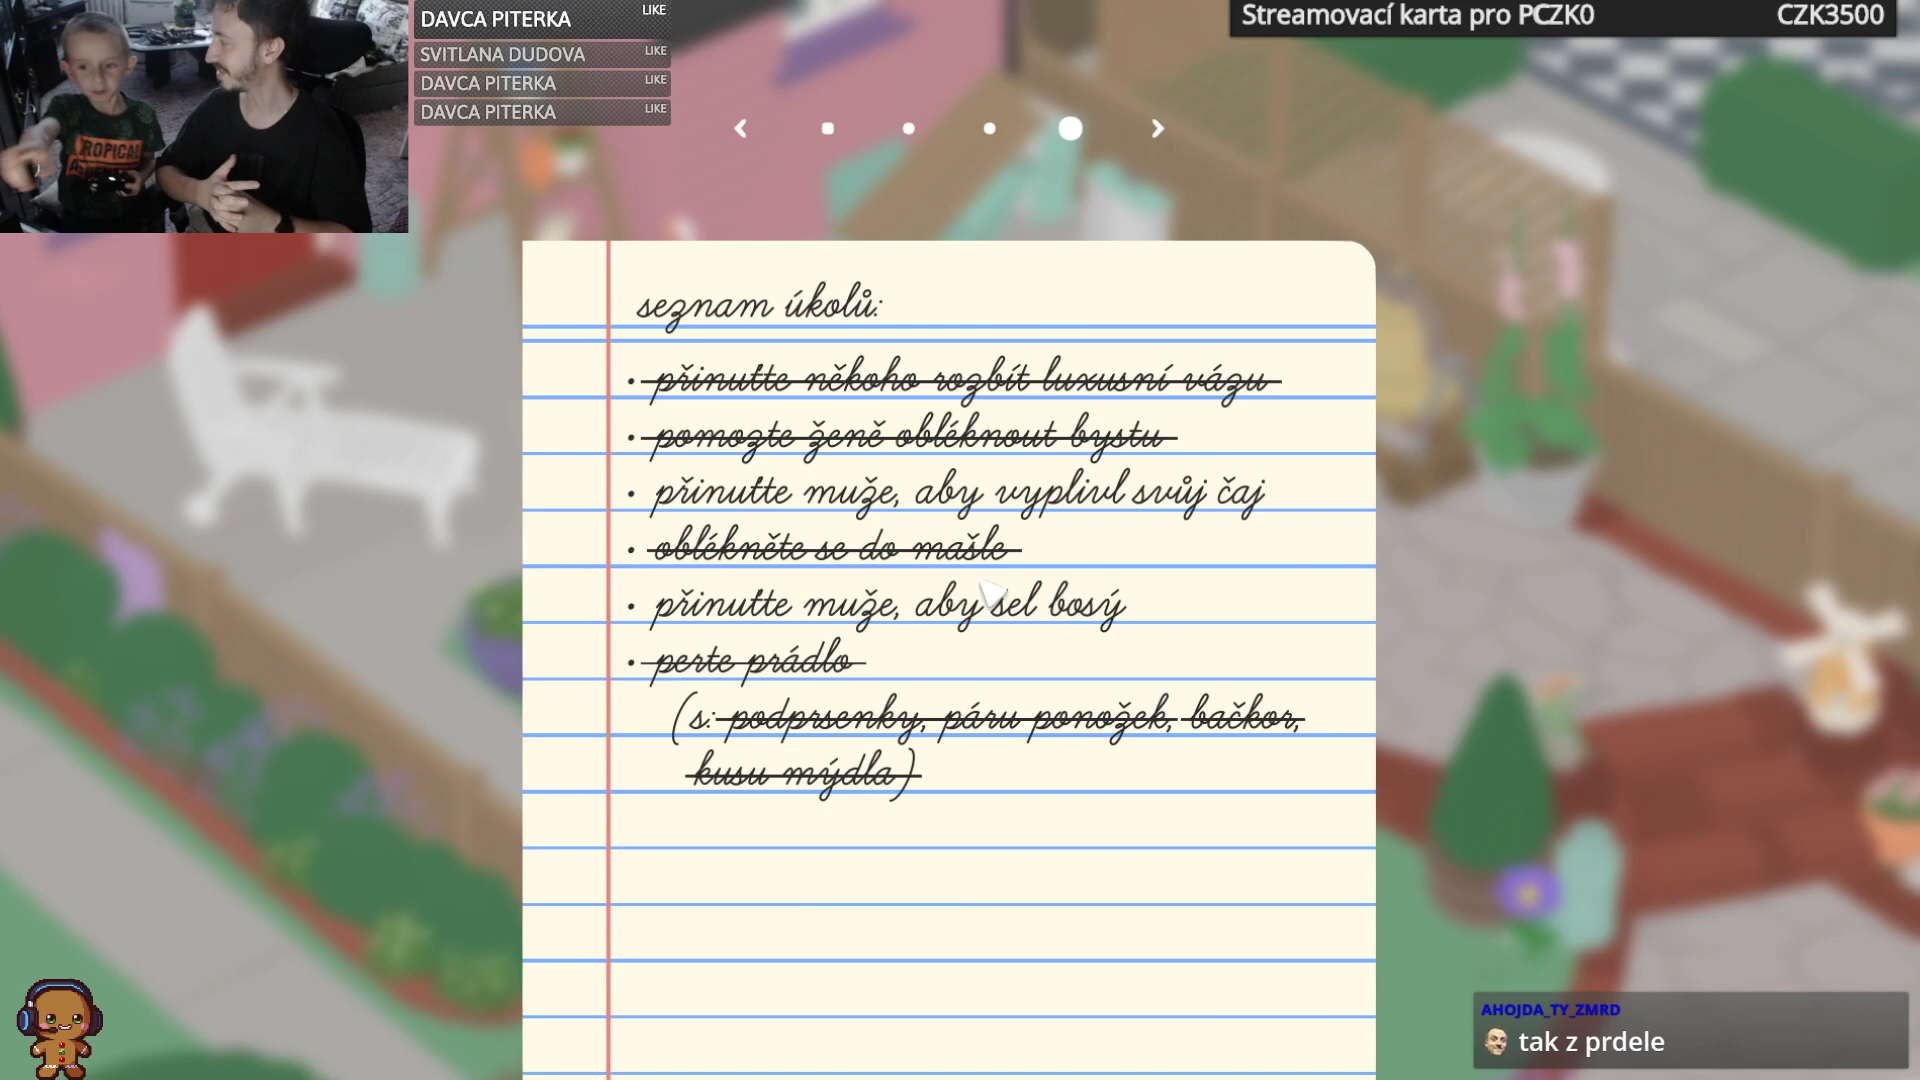 DAVCA PITERKA LIKE
SVITLANA DUDOVA LIKE
DAVCA PITERKA LIKE
DAVCA PITERKA LIKE
Streamovací karta pro PCZK0 CZK3500
TROPICAL
seznam úkolů:
• přinuťte někoho rozbít luxusní vázu
• pomozte ženě obléknout bystu
• přinuťte muže, aby vyplivl svůj čaj
• oblékněte se do mašle
• přinuťte muže, aby šel bosý
• perte prádlo
(s: podprsenky, páru ponožek, bačkor,
kusu mýdla)
AHOJDA_TY_ZMRD
tak z prdele